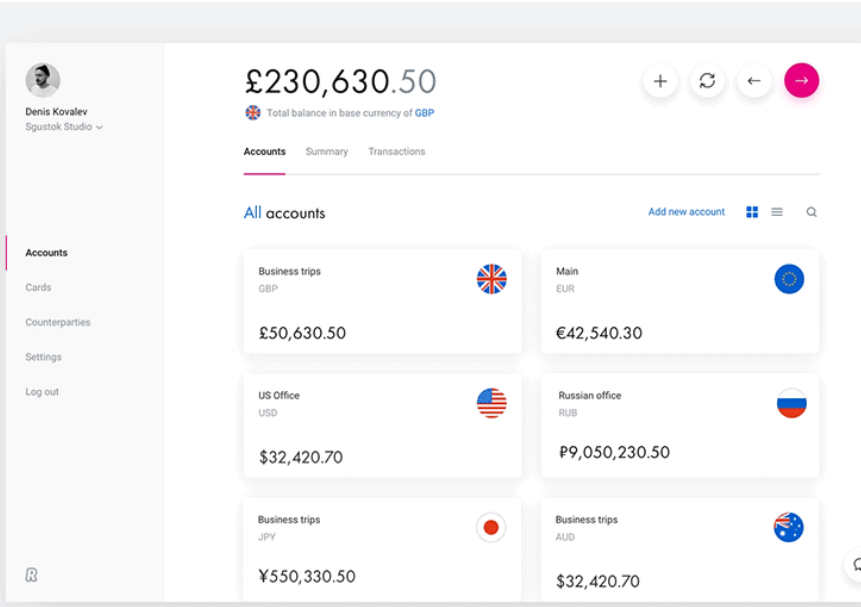 Denis Kovalev
Sgustok Studio
Accounts
Cards
Counterparties
Settings
Log out
R
£230,630.50
Total balance in base currency of GBP
Accounts Summary Transactions
All accounts
Add new account
Business trips
GBP
£50,630.50
Main
EUR
€42,540.30
US Office
USD
$32,420.70
Russian office
RUB
₽9,050,230.50
Business trips
JPY
¥550,330.50
Business trips
AUD
$32,420.70